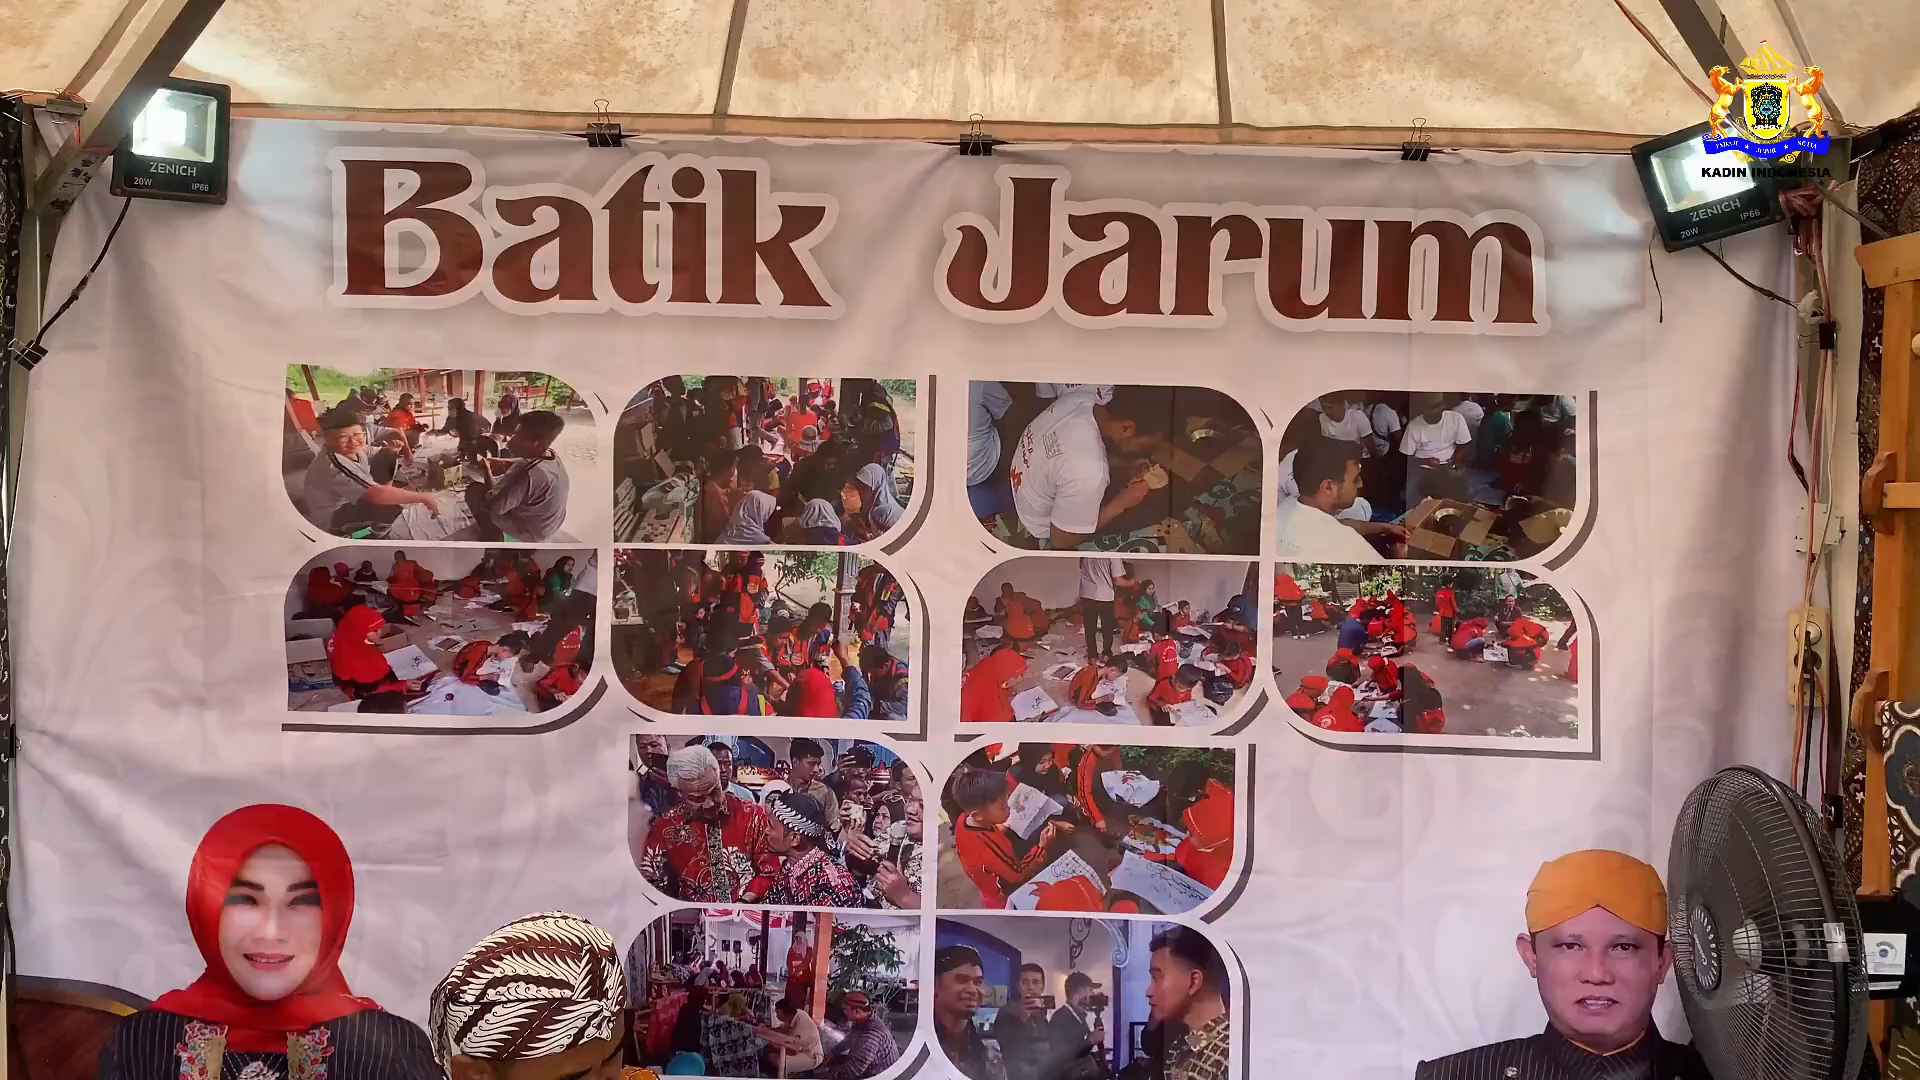 Batik Jarum
ZENICH
20W IP66
KADIN INDONESIA
ZENICH
20W IP66